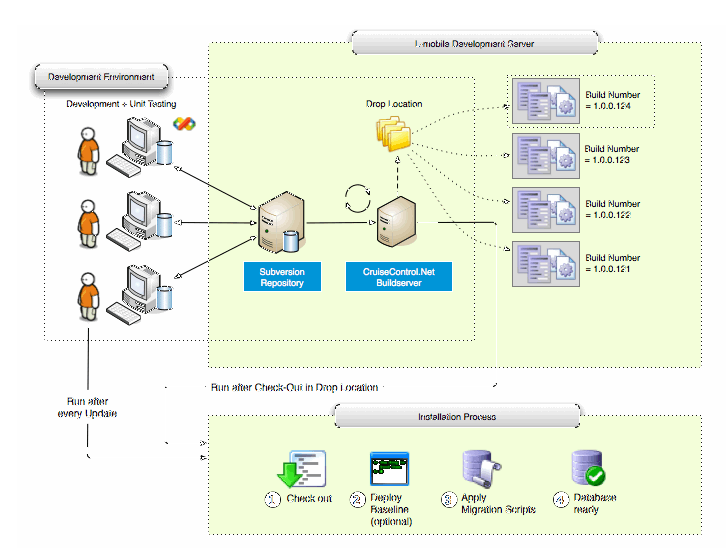 L-mobile Development Server
Development Environment
Development + Unit Testing
Drop Location
Build Number
= 1.0.0.124
Build Number
= 1.0.0.123
Build Number
= 1.0.0.122
Build Number
= 1.0.0.121
Subversion
Repository
CruiseControl.Net
Buildserver
Run after Check-Out in Drop Location
Run after
every Update
Installation Process
1 Check out
2 Deploy
Baseline
(optional)
3 Apply
Migration Scripts
4 Database
ready